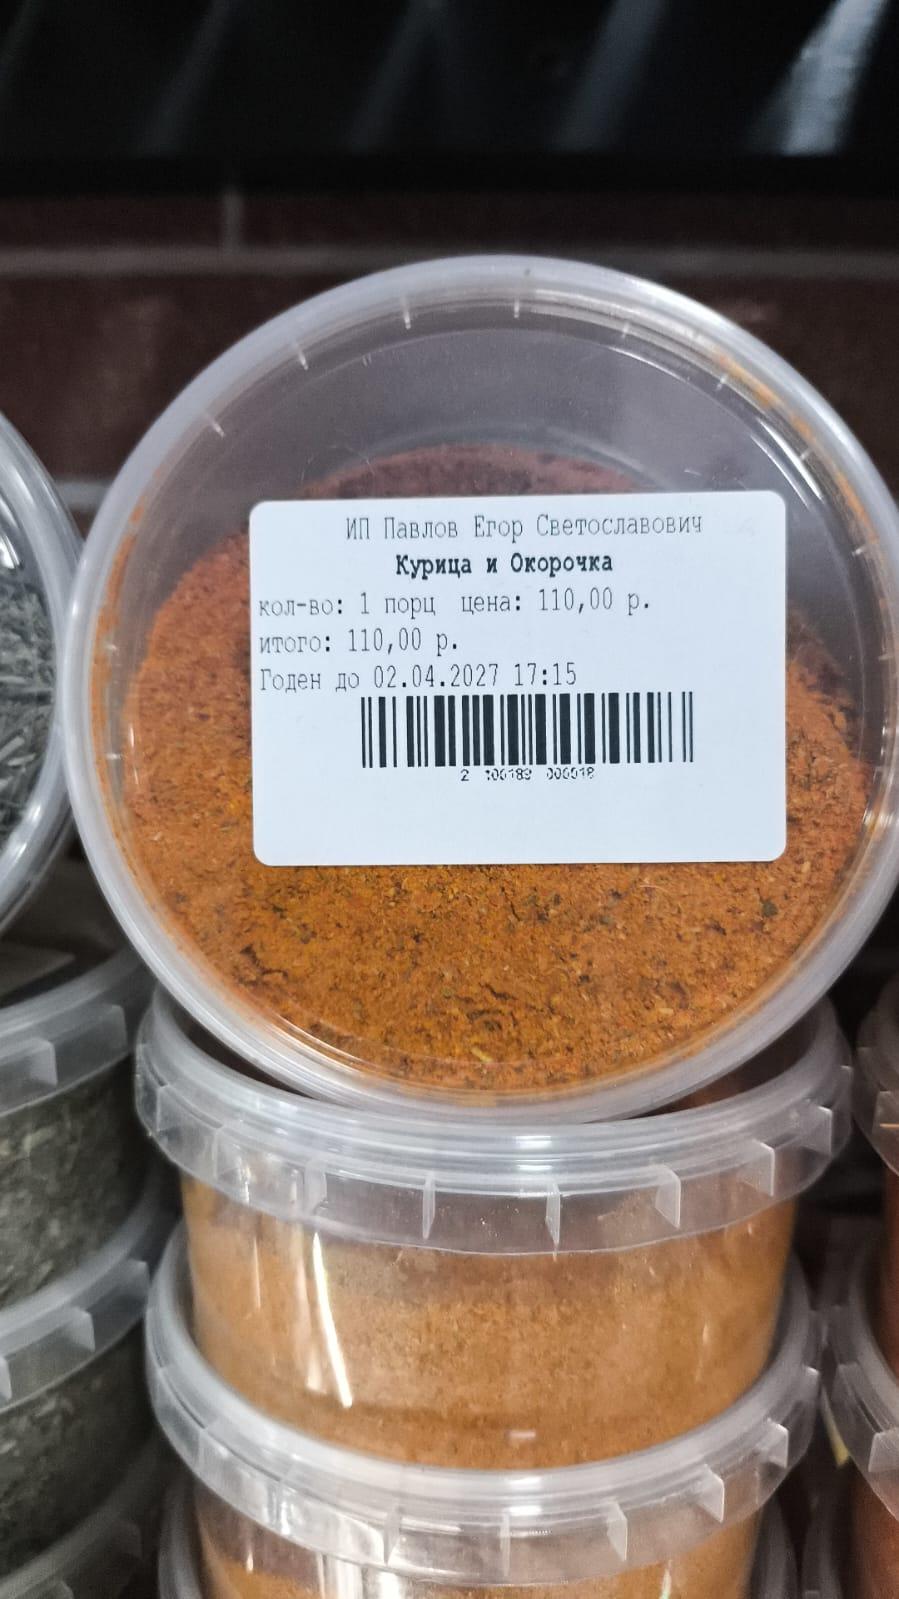 ИП Павлов Егор Светославович
Курица и Окорочка
кол-во: 1 порц цена: 110,00 р.
итого: 110,00 р.
Годен до 02.04.2027 17:15
2